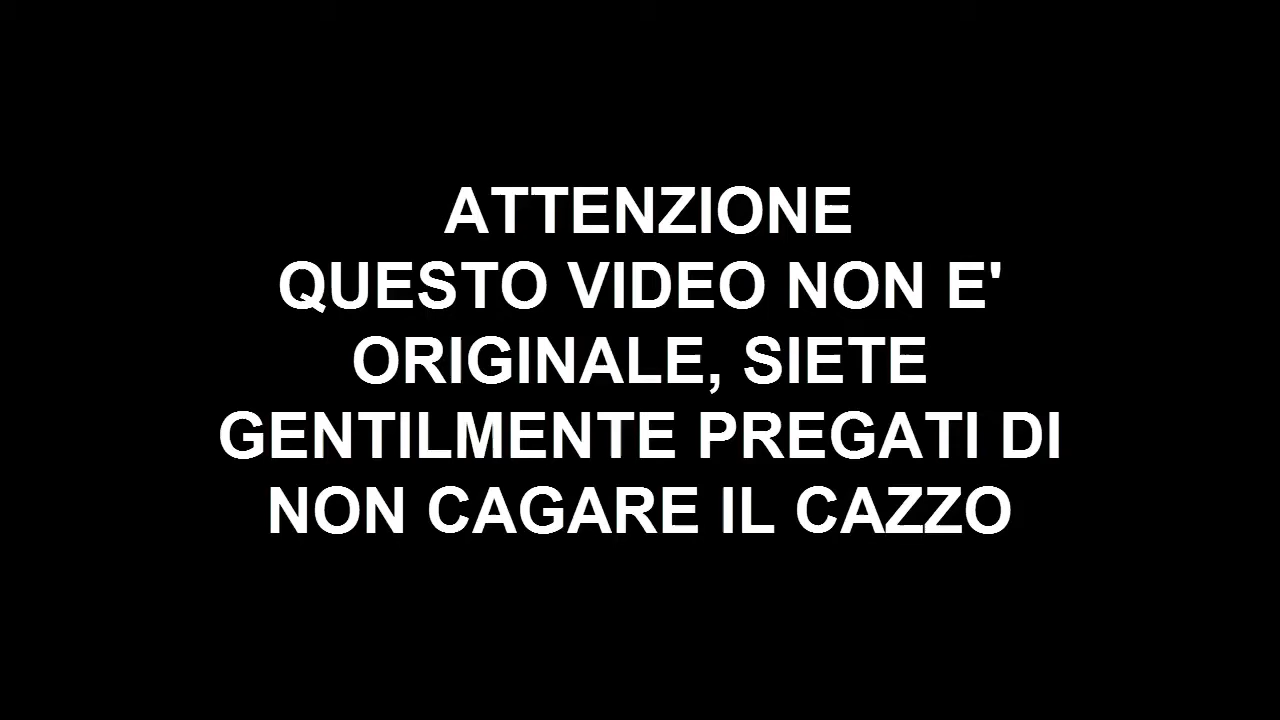 ATTENZIONE
QUESTO VIDEO NON E'
ORIGINALE, SIETE
GENTILMENTE PREGATI DI
NON CAGARE IL CAZZO